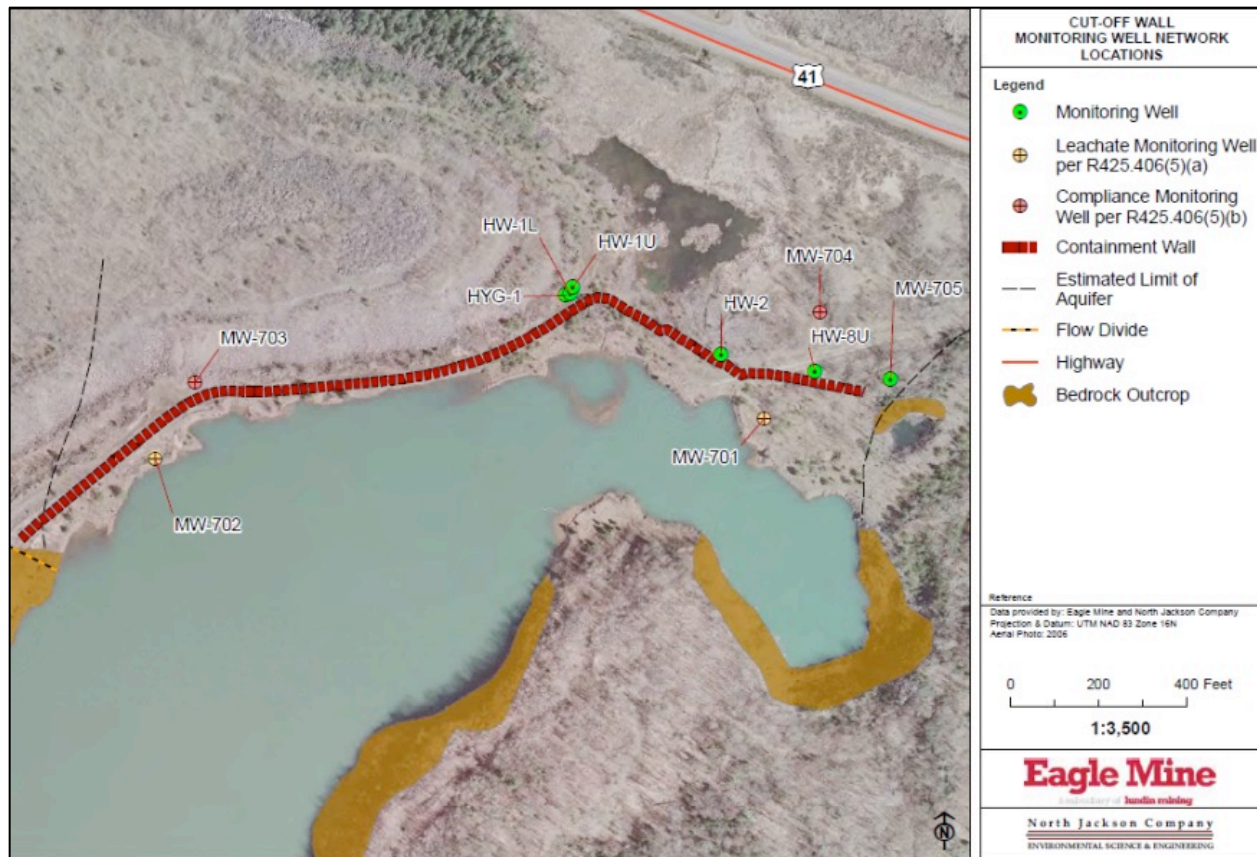 41
HW-1L
HW-1U
HYG-1
MW-704
MW-705
HW-2
HW-8U
MW-703
MW-701
MW-702
N
CUT-OFF WALL
MONITORING WELL NETWORK
LOCATIONS
Legend
Monitoring Well
Leachate Monitoring Well
per R425.406(5)(a)
Compliance Monitoring
Well per R425.406(5)(b)
Containment Wall
Estimated Limit of
Aquifer
Flow Divide
Highway
Bedrock Outcrop
Reference
Data provided by: Eagle Mine and North Jackson Company
Projection & Datum: UTM NAD 83 Zone 16N
Aerial Photo: 2006
0 200 400 Feet
1:3,500
Eagle Mine
a subsidiary of lundin mining
North Jackson Company
ENVIRONMENTAL SCIENCE & ENGINEERING